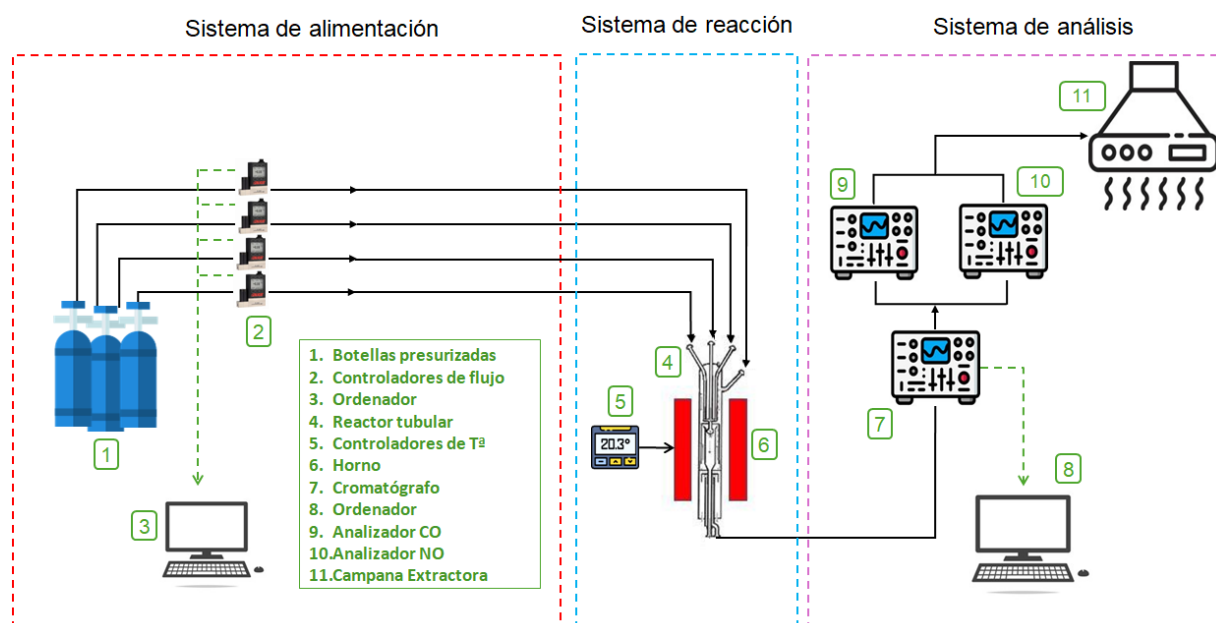 Sistema de alimentación
Sistema de reacción
Sistema de análisis
11
9
10
2
1. Botellas presurizadas
2. Controladores de flujo
3. Ordenador
4. Reactor tubular
5. Controladores de Tª
6. Horno
7. Cromatógrafo
8. Ordenador
9. Analizador CO
10.Analizador NO
11.Campana Extractora
4
5
20.3°
6
7
1
8
3